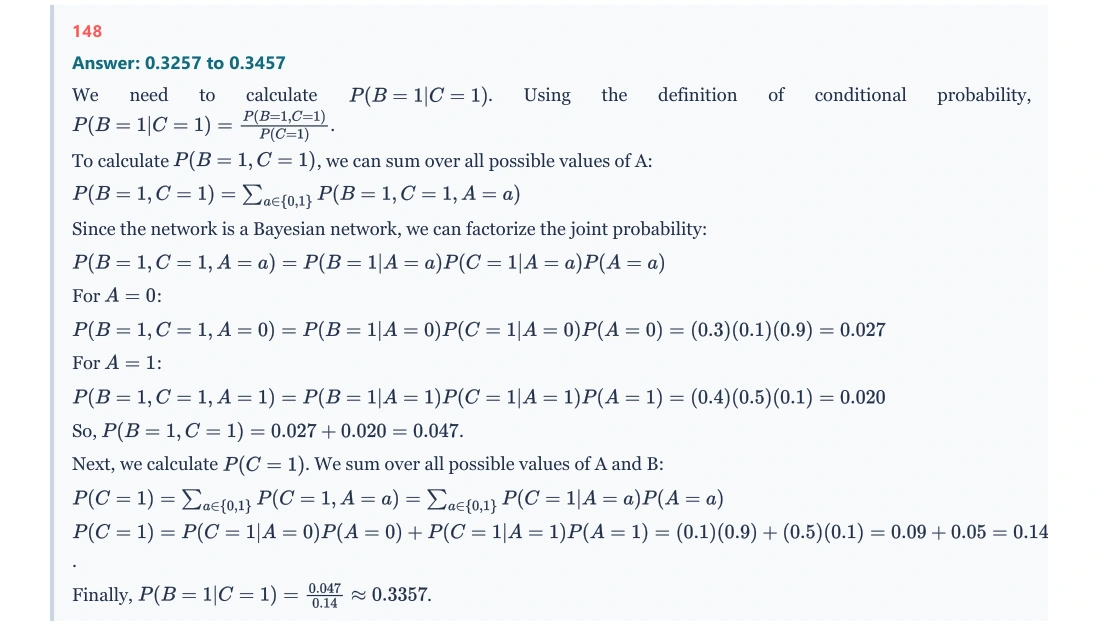 148
Answer: 0.3257 to 0.3457
We need to calculate P(B = 1|C = 1). Using the definition of conditional probability,
P(B = 1|C = 1) = P(B=1,C=1)/P(C=1).
To calculate P(B = 1, C = 1), we can sum over all possible values of A:
P(B = 1, C = 1) = ∑a∈{0,1} P(B = 1, C = 1, A = a)
Since the network is a Bayesian network, we can factorize the joint probability:
P(B = 1, C = 1, A = a) = P(B = 1|A = a)P(C = 1|A = a)P(A = a)
For A = 0:
P(B = 1, C = 1, A = 0) = P(B = 1|A = 0)P(C = 1|A = 0)P(A = 0) = (0.3)(0.1)(0.9) = 0.027
For A = 1:
P(B = 1, C = 1, A = 1) = P(B = 1|A = 1)P(C = 1|A = 1)P(A = 1) = (0.4)(0.5)(0.1) = 0.020
So, P(B = 1, C = 1) = 0.027 + 0.020 = 0.047.
Next, we calculate P(C = 1). We sum over all possible values of A and B:
P(C = 1) = ∑a∈{0,1} P(C = 1, A = a) = ∑a∈{0,1} P(C = 1|A = a)P(A = a)
P(C = 1) = P(C = 1|A = 0)P(A = 0) + P(C = 1|A = 1)P(A = 1) = (0.1)(0.9) + (0.5)(0.1) = 0.09 + 0.05 = 0.14
.
Finally, P(B = 1|C = 1) = 0.047/0.14 ≈ 0.3357.